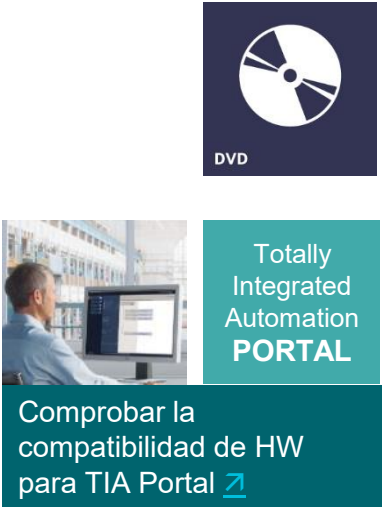 DVD
Totally
Integrated
Automation
PORTAL
Comprobar la
compatibilidad de HW
para TIA Portal ↗